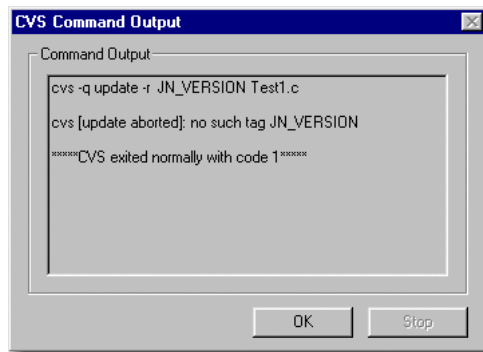 CVS Command Output
Command Output
cvs -q update -r JN_VERSION Test1.c
cvs [update aborted]: no such tag JN_VERSION
*****CVS exited normally with code 1*****
OK
Stop